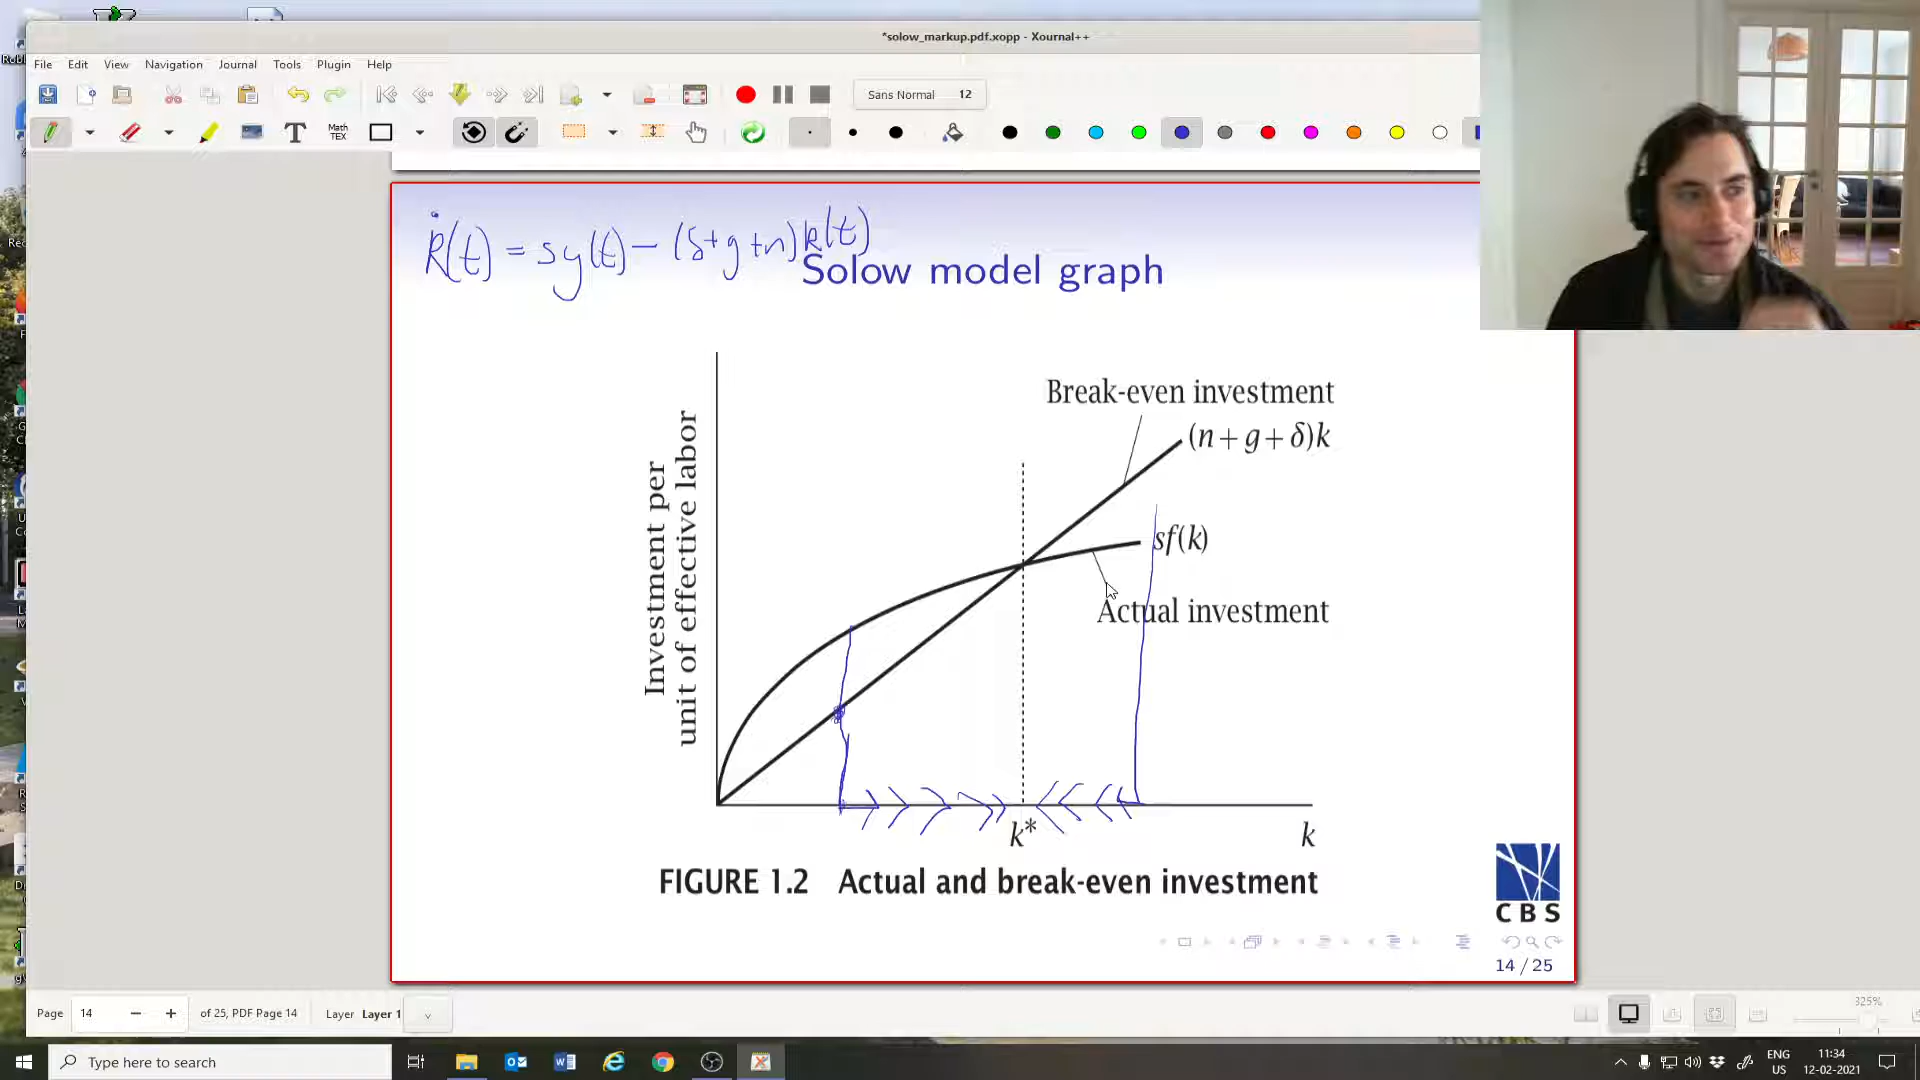 *solow_markup.pdf.xopp - Xournal++
File Edit View Navigation Journal Tools Plugin Help
Sans Normal 12
T Math TEX
k̇(t) = sy(t) − (δ+g+n)k(t)
Solow model graph
Break-even investment
(n + g + δ)k
sf(k)
Actual investment
Investment per
unit of effective labor
k*
k
FIGURE 1.2 Actual and break-even investment
CBS
14 / 25
Page 14 − + of 25, PDF Page 14 Layer Layer 1
325%
Type here to search
ENG
US
11:34
12-02-2021